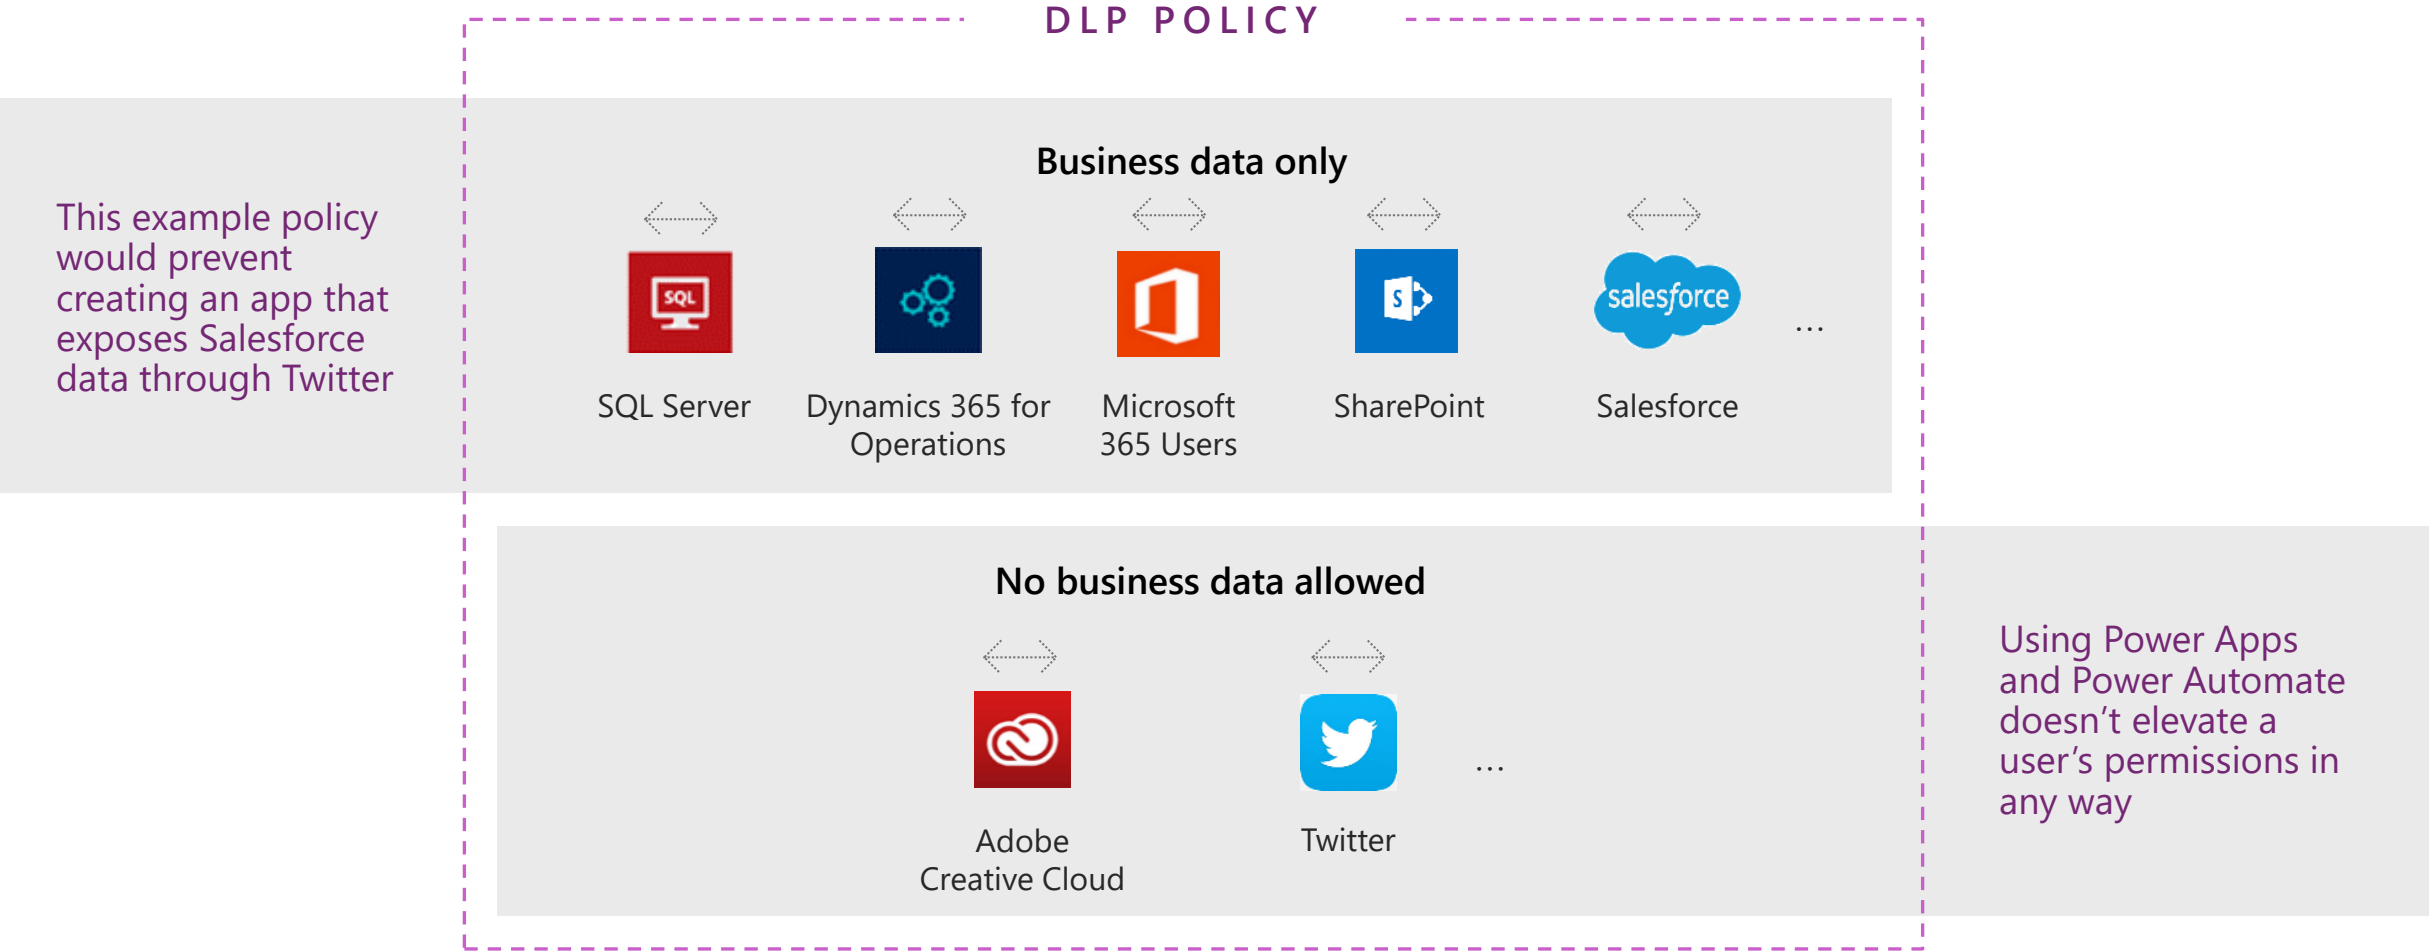 DLP POLICY
This example policy
would prevent
creating an app that
exposes Salesforce
data through Twitter
Business data only
SQL
S
salesforce
...
SQL Server
Dynamics 365 for
Operations
Microsoft
365 Users
SharePoint
Salesforce
No business data allowed
...
Adobe
Creative Cloud
Twitter
Using Power Apps
and Power Automate
doesn’t elevate a
user’s permissions in
any way